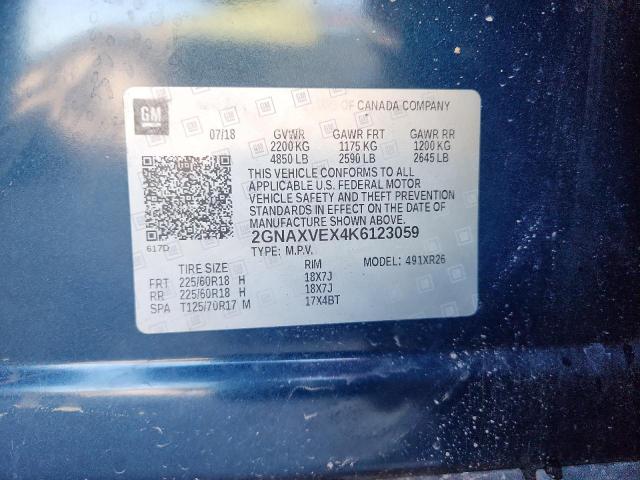 GM
OF CANADA COMPANY
07/18 GVWR GAWR FRT GAWR RR
2200 KG 1175 KG 1200 KG
4850 LB 2590 LB 2645 LB
THIS VEHICLE CONFORMS TO ALL
APPLICABLE U.S. FEDERAL MOTOR
VEHICLE SAFETY AND THEFT PREVENTION
STANDARDS IN EFFECT ON THE DATE OF
MANUFACTURE SHOWN ABOVE.
617D
2GNAXVEX4K6123059
TYPE: M.P.V. MODEL: 491XR26
TIRE SIZE RIM
FRT 225/60R18 H 18X7J
RR 225/60R18 H 18X7J
SPA T125/70R17 M 17X4BT